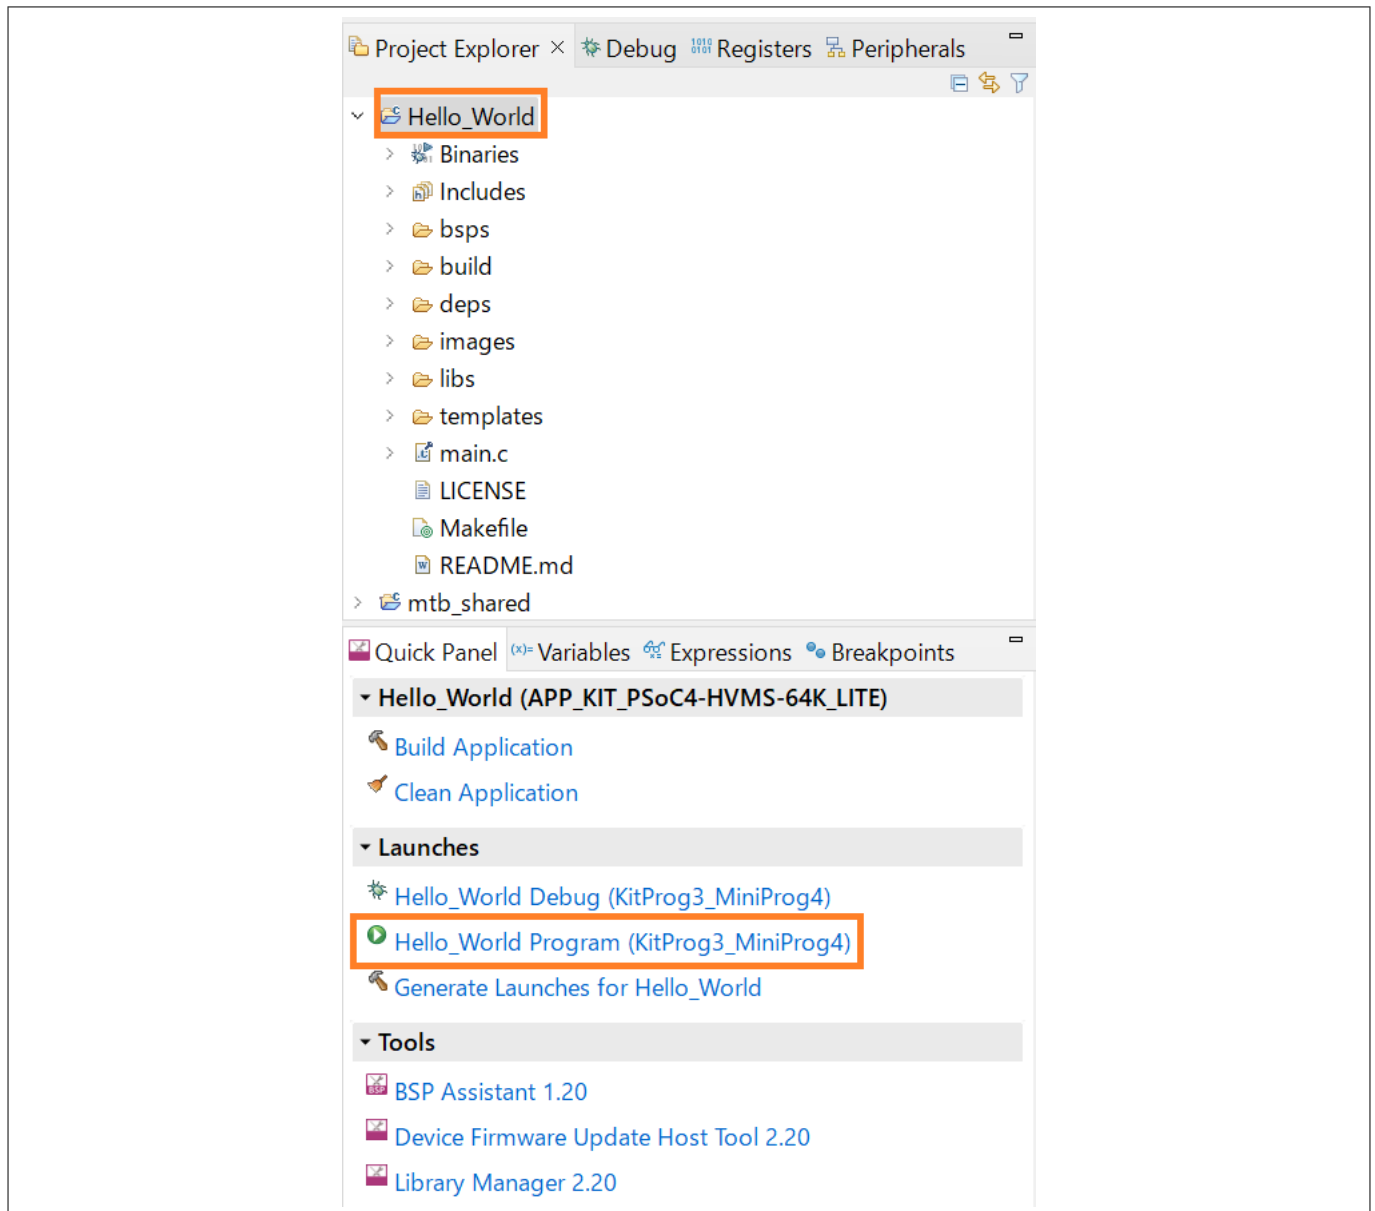 Project Explorer Debug Registers Peripherals
Hello_World
Binaries
Includes
bsps
build
deps
images
libs
templates
main.c
LICENSE
Makefile
README.md
mtb_shared
Quick Panel (x)= Variables Expressions Breakpoints
Hello_World (APP_KIT_PSoC4-HVMS-64K_LITE)
Build Application
Clean Application
Launches
Hello_World Debug (KitProg3_MiniProg4)
Hello_World Program (KitProg3_MiniProg4)
Generate Launches for Hello_World
Tools
BSP Assistant 1.20
Device Firmware Update Host Tool 2.20
Library Manager 2.20